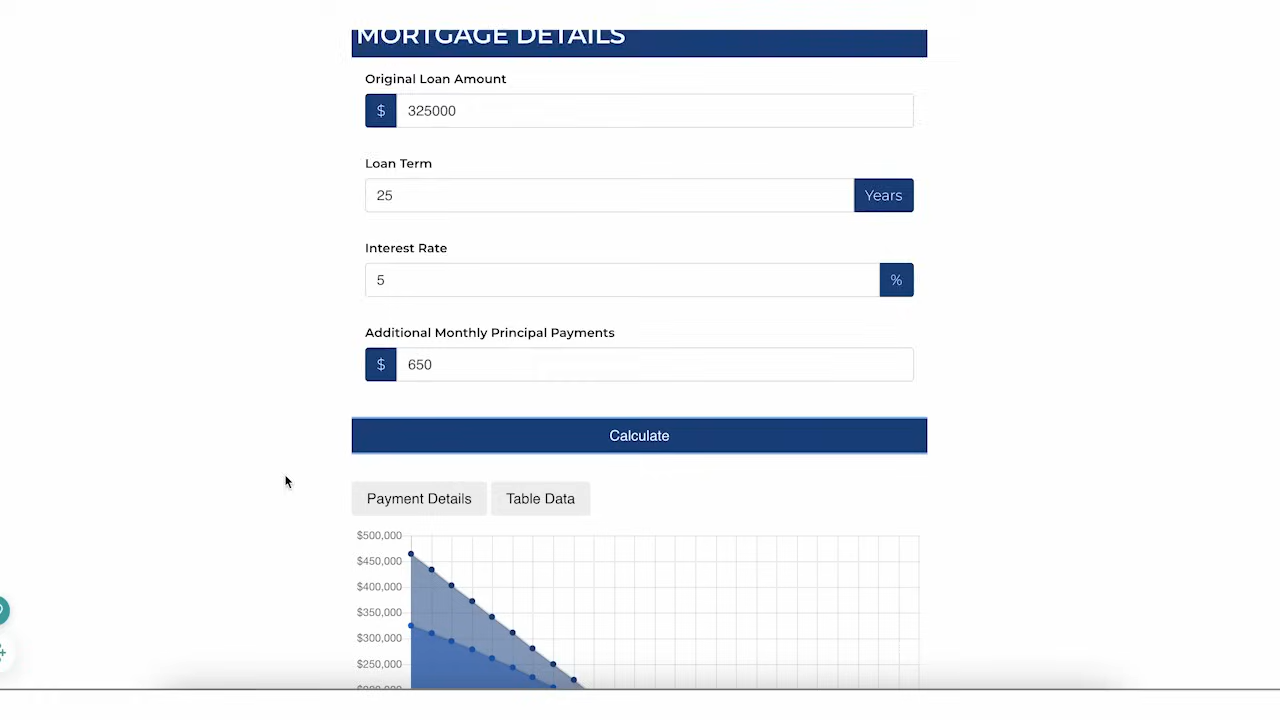 MORTGAGE DETAILS
Original Loan Amount
$ 325000
Loan Term
25 Years
Interest Rate
5 %
Additional Monthly Principal Payments
$ 650
Calculate
Payment Details Table Data
$500,000
$450,000
$400,000
$350,000
$300,000
$250,000